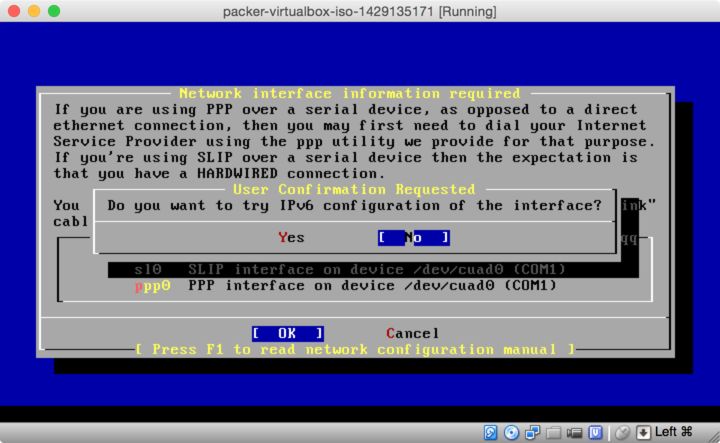 packer-virtualbox-iso-1429135171 [Running]
Network interface information required
If you are using PPP over a serial device, as opposed to a direct
ethernet connection, then you may first need to dial your Internet
Service Provider using the ppp utility we provide for that purpose.
If you're using SLIP over a serial device then the expectation is
that you have a HARDWIRED connection.
User Confirmation Requested
You
Do you want to try IPv6 configuration of the interface?
ink"
cabl
Yes [ No ]
qq
sl0 SLIP interface on device /dev/cuad0 (COM1)
ppp0 PPP interface on device /dev/cuad0 (COM1)
[ OK ] Cancel
[ Press F1 to read network configuration manual ]
Left ⌘